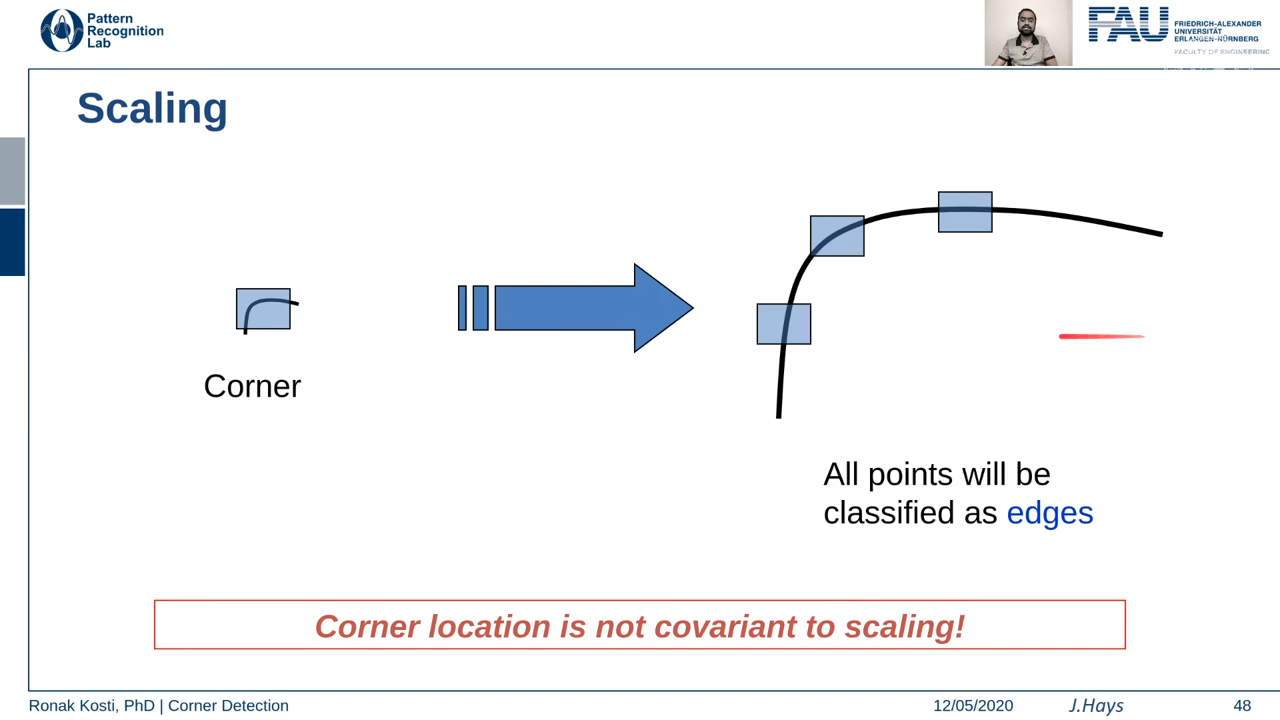 Pattern
Recognition
Lab
FAU
FRIEDRICH-ALEXANDER
UNIVERSITÄT
ERLANGEN-NÜRNBERG
FACULTY OF ENGINEERING
Scaling
Corner
All points will be
classified as edges
Corner location is not covariant to scaling!
Ronak Kosti, PhD | Corner Detection
12/05/2020
J.Hays
48